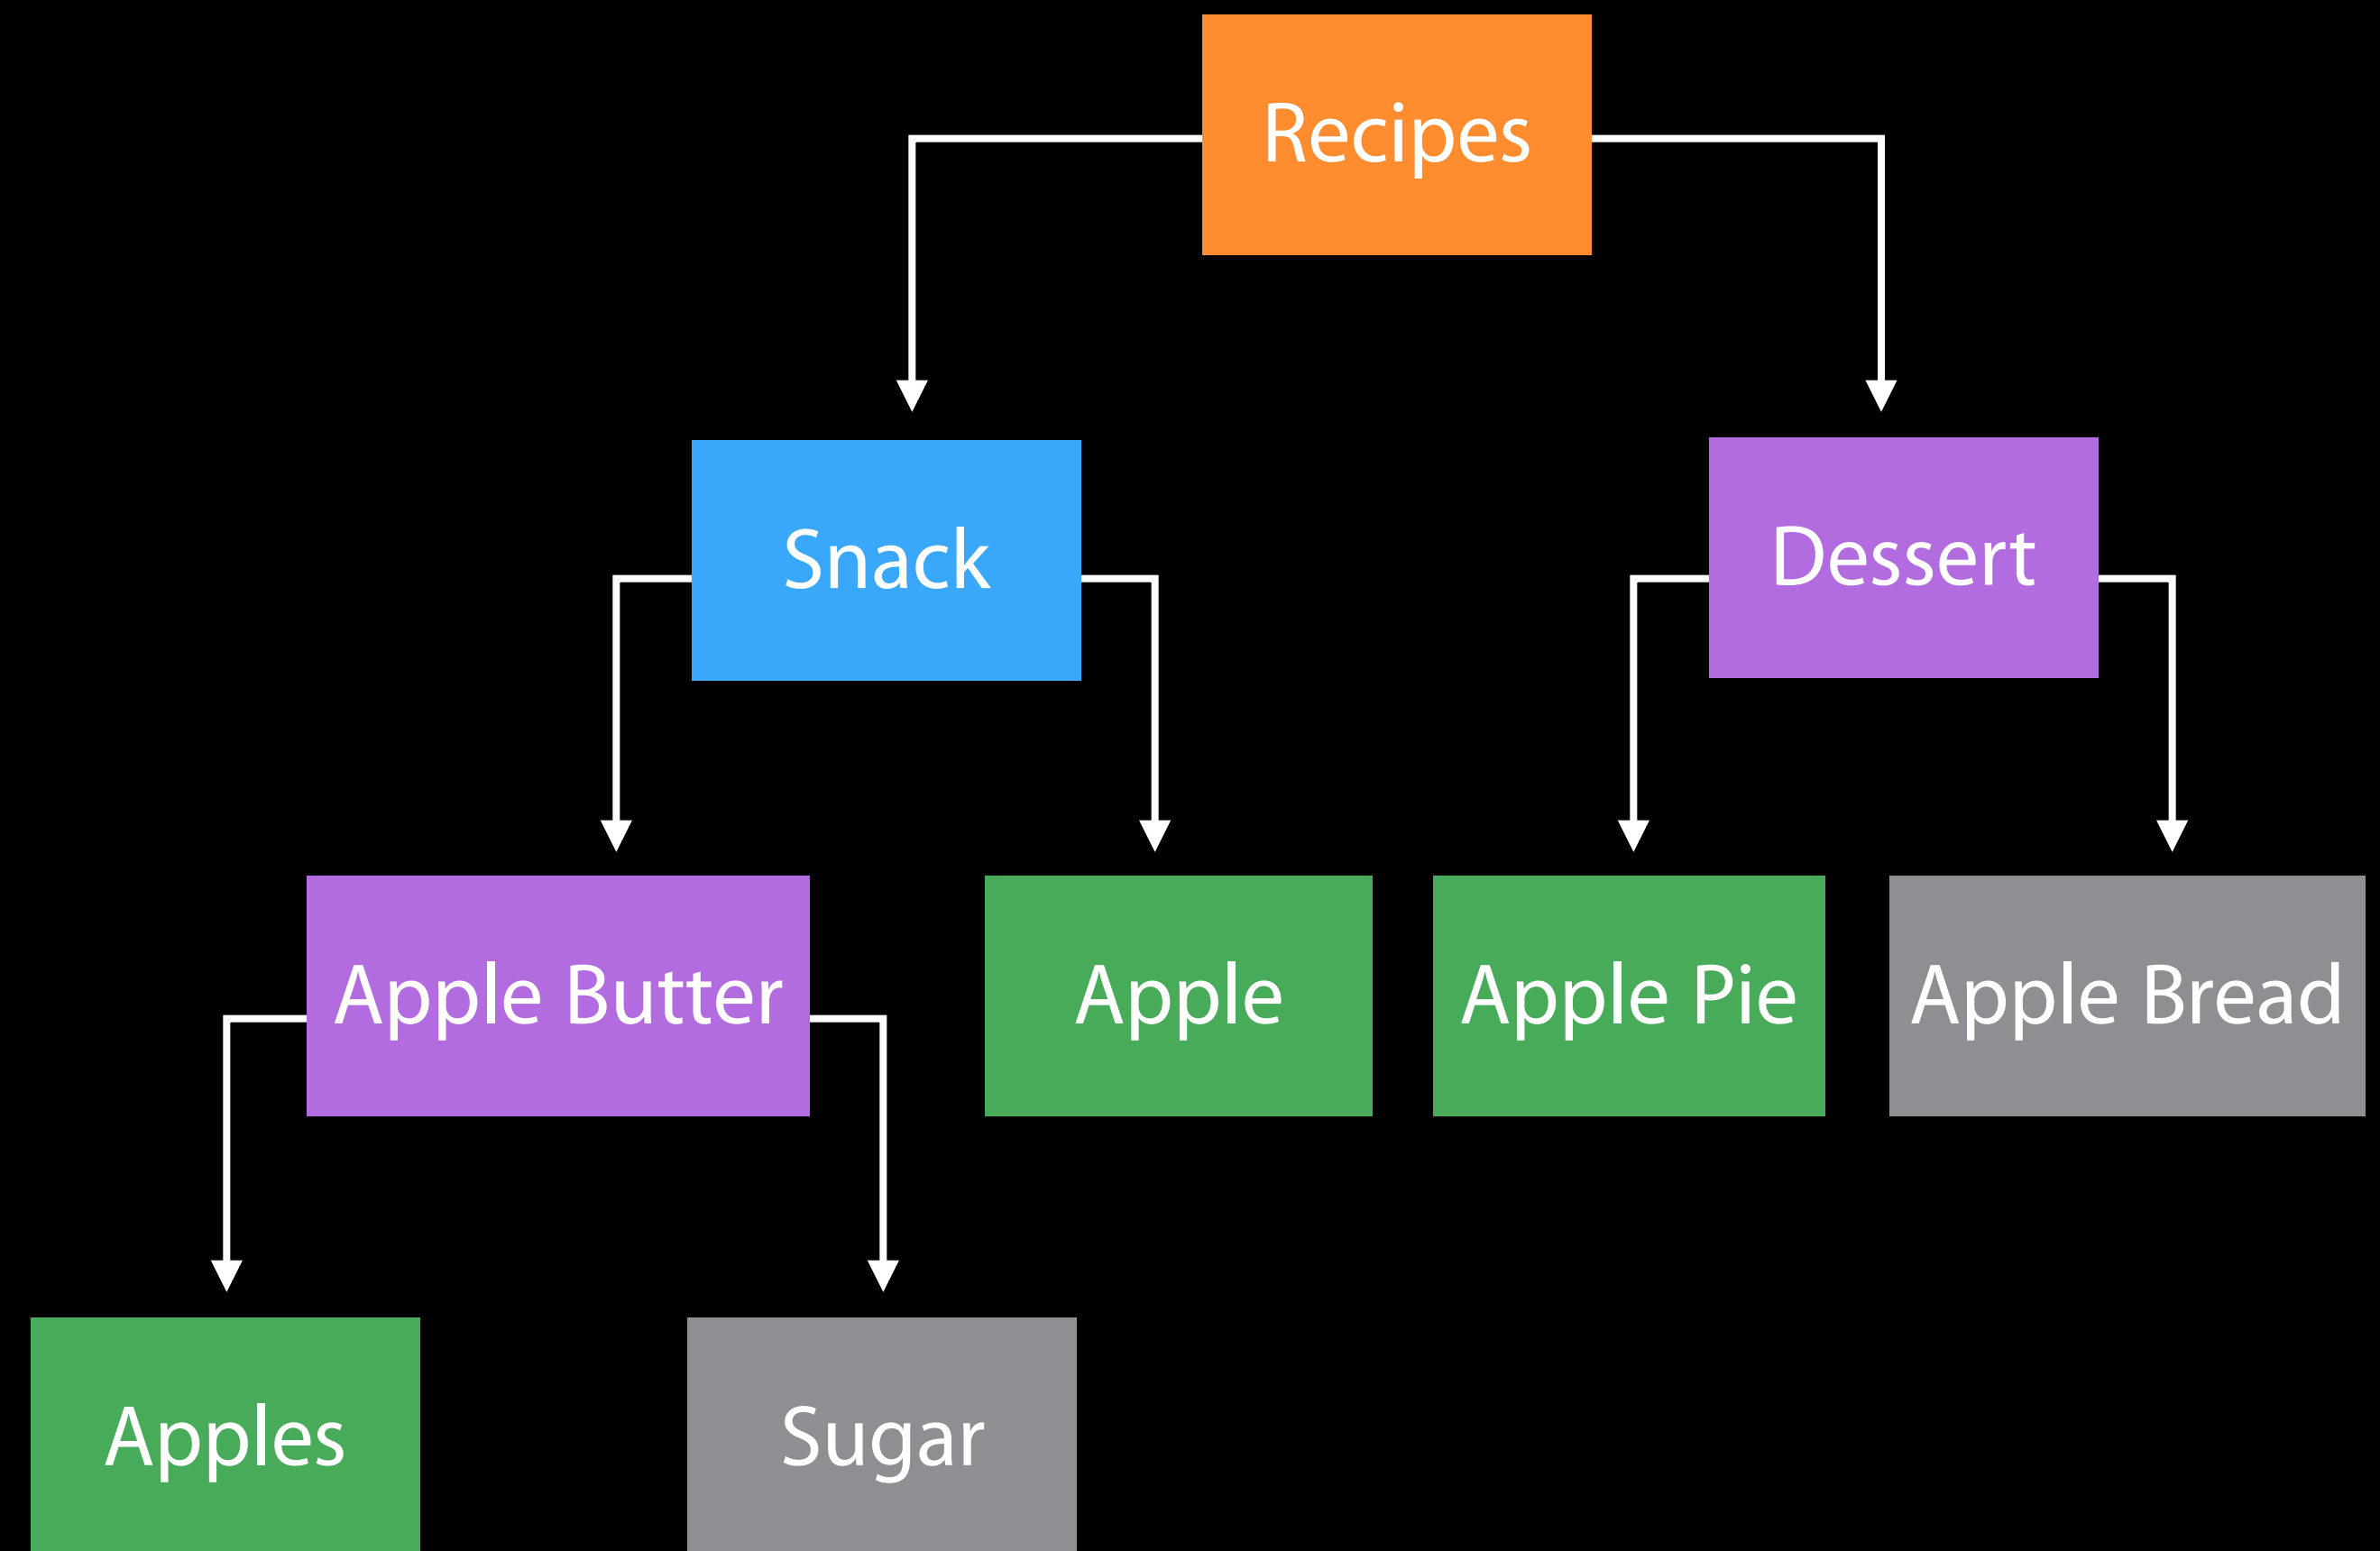 Recipes
Snack
Dessert
Apple Butter
Apple
Apple Pie
Apple Bread
Apples
Sugar